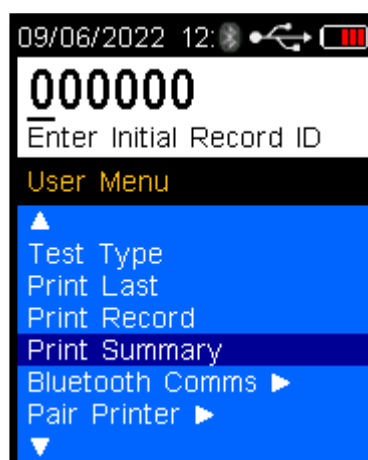 09/06/2022 12:
000000
Enter Initial Record ID
User Menu
Test Type
Print Last
Print Record
Print Summary
Bluetooth Comms
Pair Printer